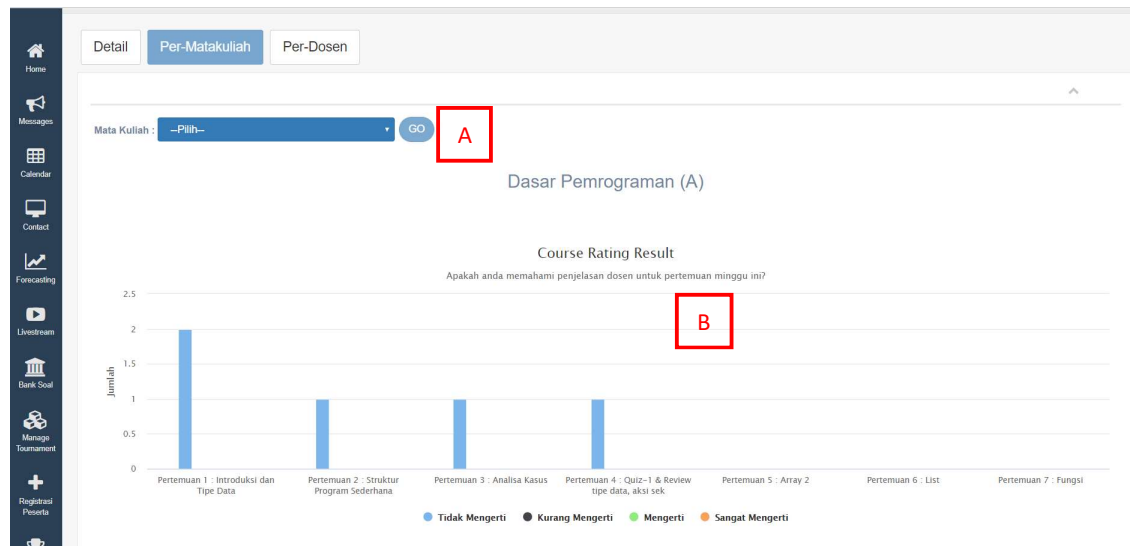 Detail Per-Matakuliah Per-Dosen
Home
Messages
Calendar
Contact
Forecasting
Livestream
Bank Soal
Manage
Tournament
Registrasi
Peserta
Mata Kuliah : --Pilih-- GO A
Dasar Pemrograman (A)
Course Rating Result
Apakah anda memahami penjelasan dosen untuk pertemuan minggu ini?
B
Jumlah
2.5
2
1.5
1
0.5
0
Pertemuan 1 : Introduksi dan
Tipe Data
Pertemuan 2 : Struktur
Program Sederhana
Pertemuan 3 : Analisa Kasus
Pertemuan 4 : Quiz-1 & Review
tipe data, aksi sek
Pertemuan 5 : Array 2
Pertemuan 6 : List
Pertemuan 7 : Fungsi
Tidak Mengerti Kurang Mengerti Mengerti Sangat Mengerti